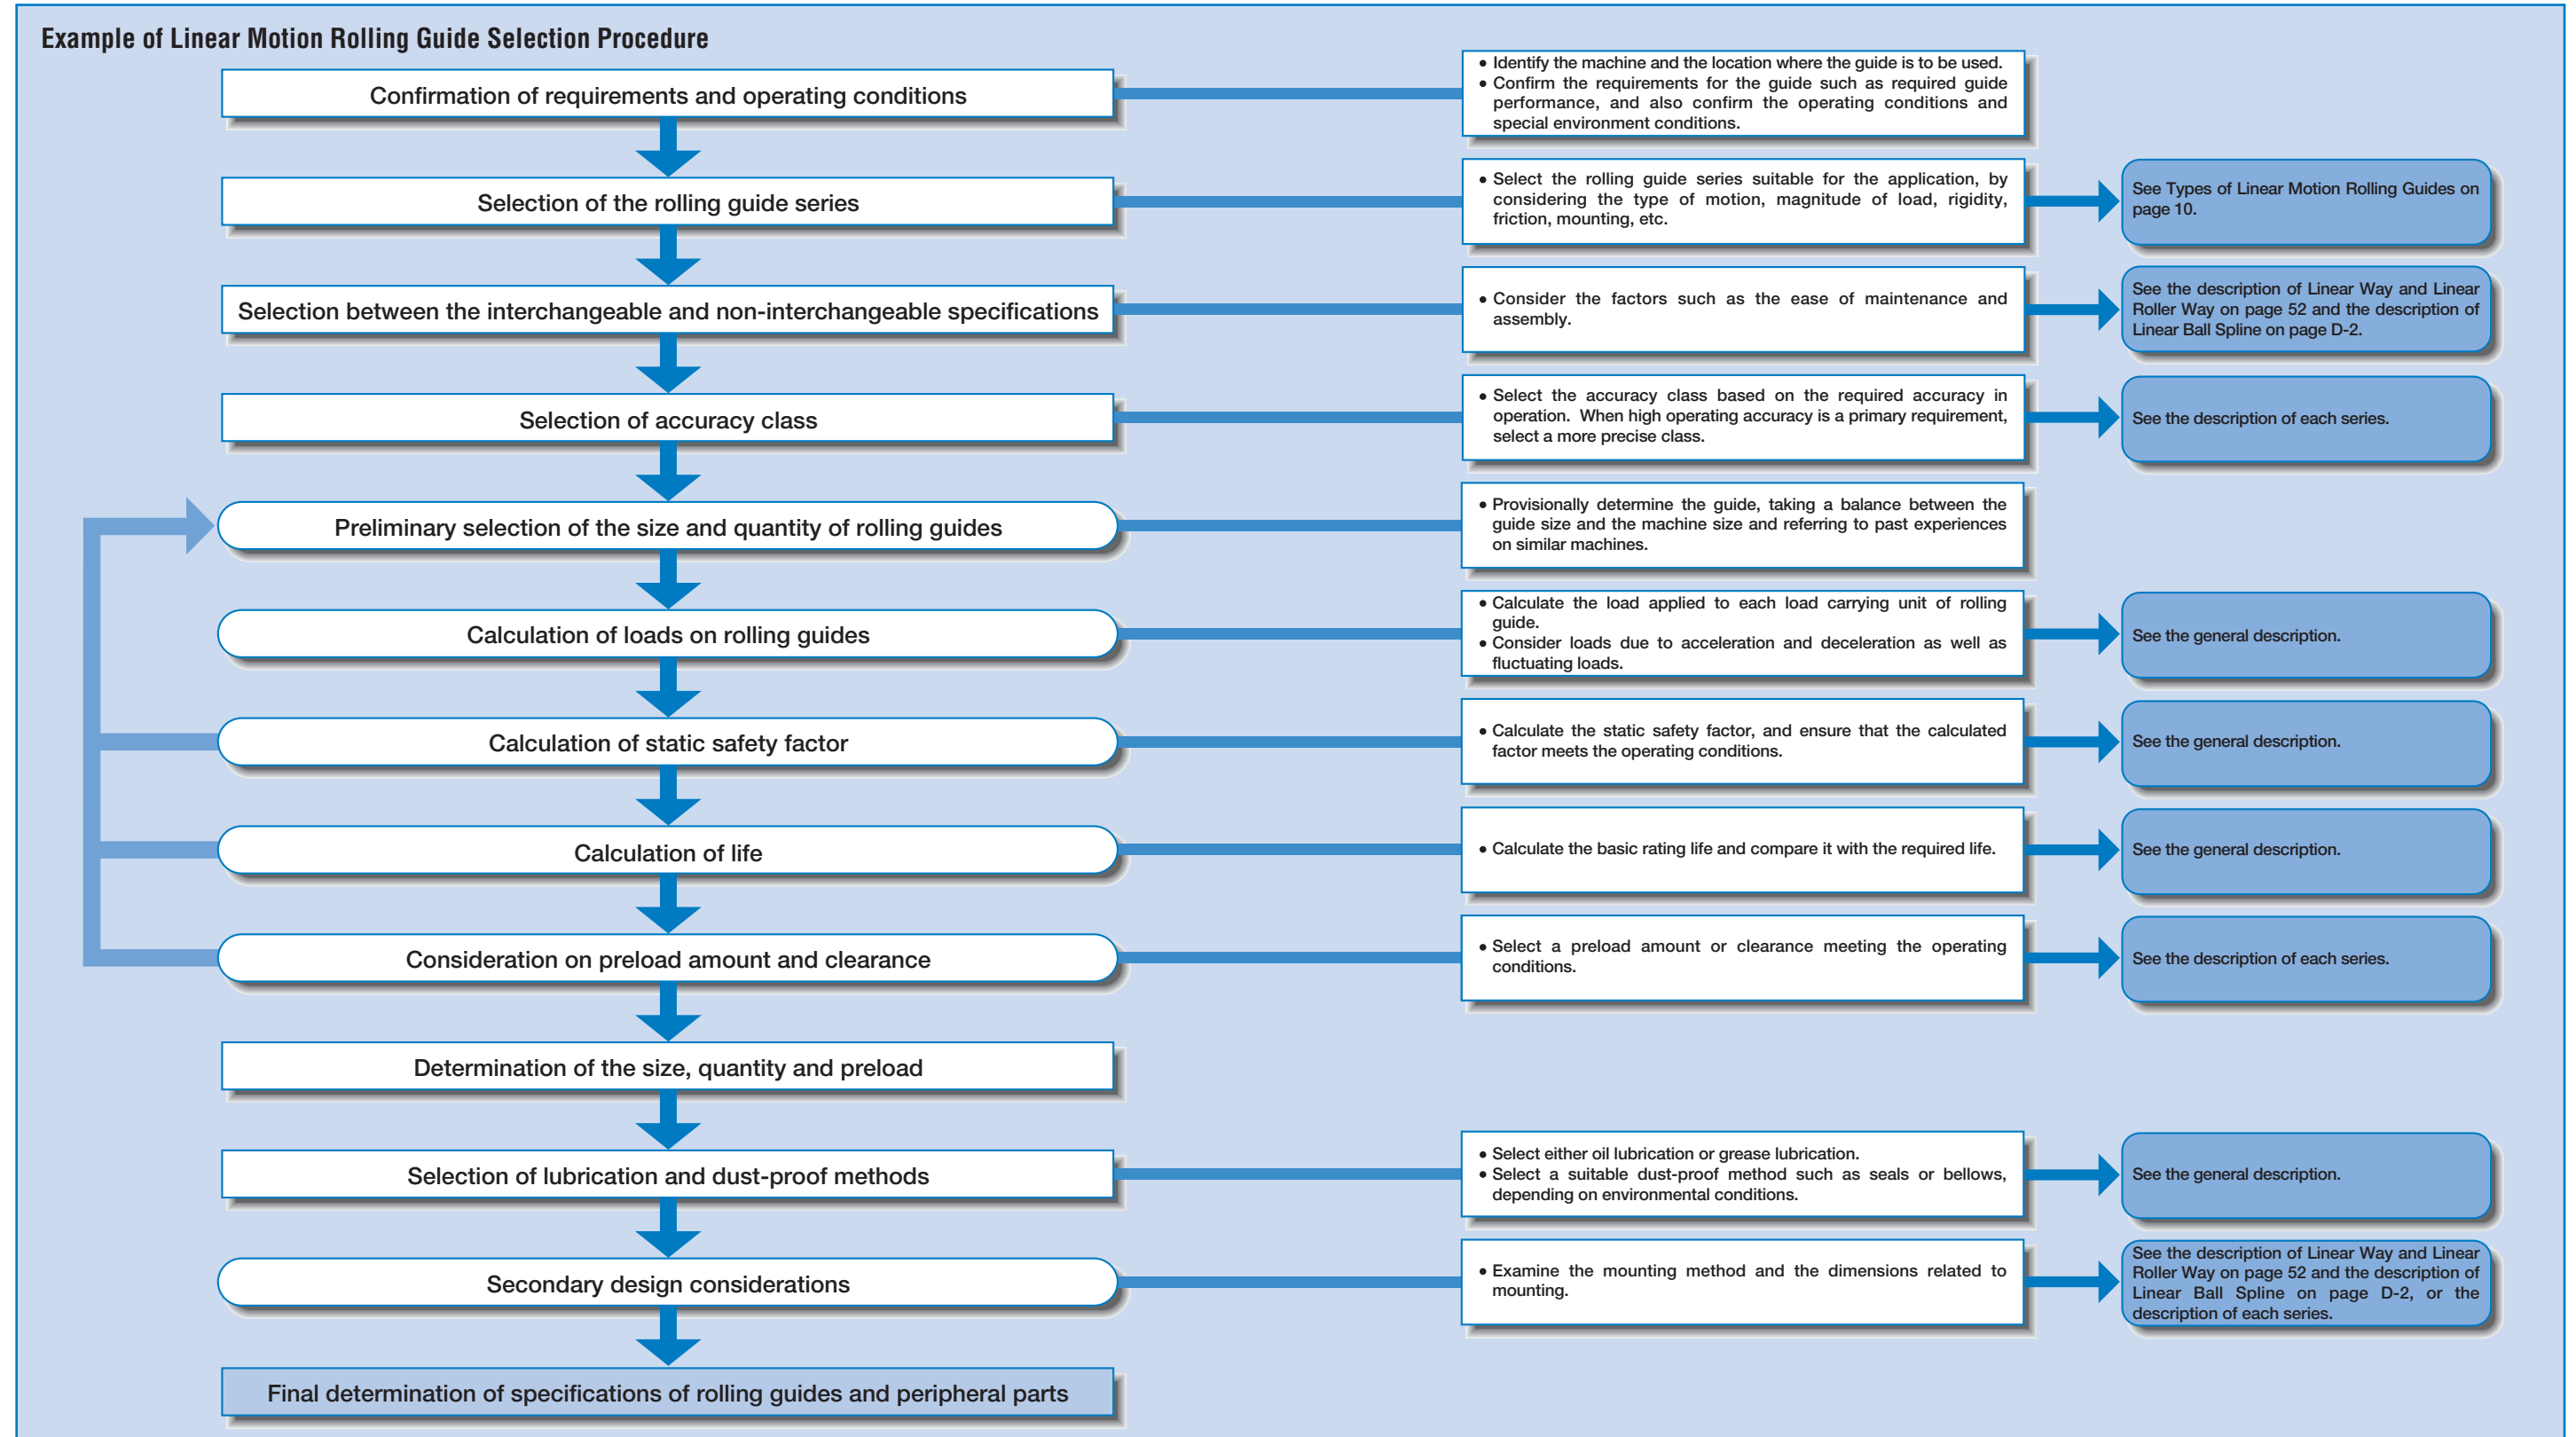 Example of Linear Motion Rolling Guide Selection Procedure
Confirmation of requirements and operating conditions
● Identify the machine and the location where the guide is to be used.
● Confirm the requirements for the guide such as required guide
performance, and also confirm the operating conditions and
special environment conditions.
Selection of the rolling guide series
● Select the rolling guide series suitable for the application, by
considering the type of motion, magnitude of load, rigidity,
friction, mounting, etc.
See Types of Linear Motion Rolling Guides on
page 10.
Selection between the interchangeable and non-interchangeable specifications
● Consider the factors such as the ease of maintenance and
assembly.
See the description of Linear Way and Linear
Roller Way on page 52 and the description of
Linear Ball Spline on page D-2.
Selection of accuracy class
● Select the accuracy class based on the required accuracy in
operation. When high operating accuracy is a primary requirement,
select a more precise class.
See the description of each series.
Preliminary selection of the size and quantity of rolling guides
● Provisionally determine the guide, taking a balance between the
guide size and the machine size and referring to past experiences
on similar machines.
Calculation of loads on rolling guides
● Calculate the load applied to each load carrying unit of rolling
guide.
● Consider loads due to acceleration and deceleration as well as
fluctuating loads.
See the general description.
Calculation of static safety factor
● Calculate the static safety factor, and ensure that the calculated
factor meets the operating conditions.
See the general description.
Calculation of life
● Calculate the basic rating life and compare it with the required life.
See the general description.
Consideration on preload amount and clearance
● Select a preload amount or clearance meeting the operating
conditions.
See the description of each series.
Determination of the size, quantity and preload
Selection of lubrication and dust-proof methods
● Select either oil lubrication or grease lubrication.
● Select a suitable dust-proof method such as seals or bellows,
depending on environmental conditions.
See the general description.
Secondary design considerations
● Examine the mounting method and the dimensions related to
mounting.
See the description of Linear Way and Linear
Roller Way on page 52 and the description of
Linear Ball Spline on page D-2, or the
description of each series.
Final determination of specifications of rolling guides and peripheral parts